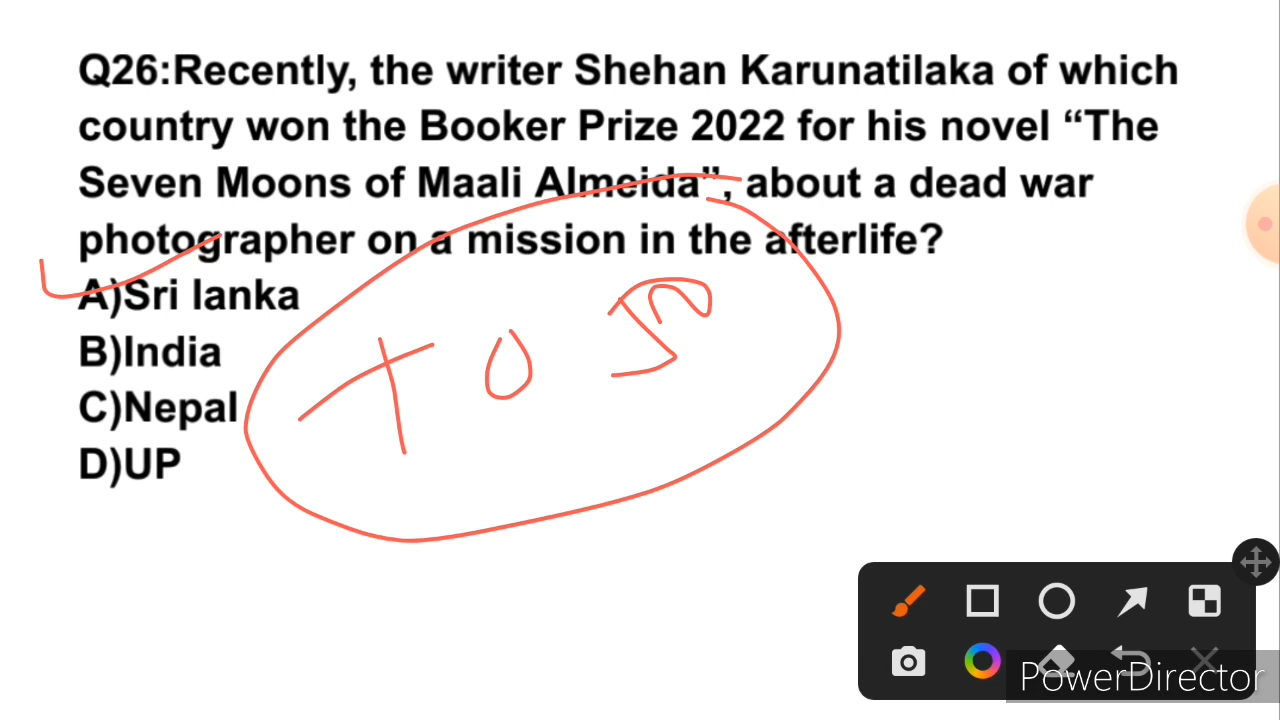 Q26:Recently, the writer Shehan Karunatilaka of which
country won the Booker Prize 2022 for his novel “The
Seven Moons of Maali Almeida”, about a dead war
photographer on a mission in the afterlife?
A)Sri lanka
B)India
C)Nepal
D)UP
PowerDirector